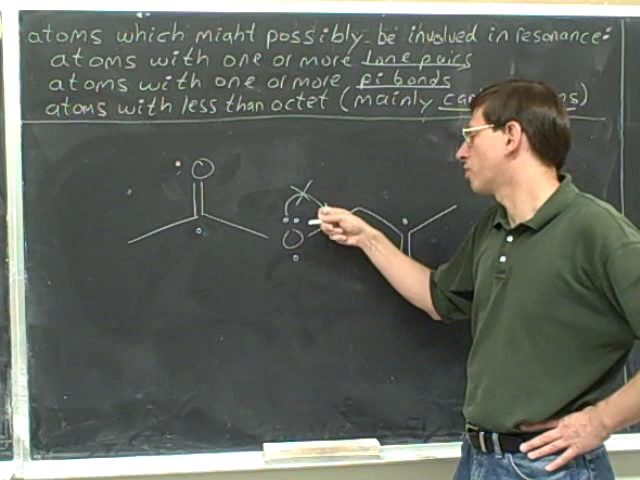 atoms which might possibly be involved in resonance:
atoms with one or more lone pairs
atoms with one or more pi bonds
atoms with less than octet (mainly
O
O